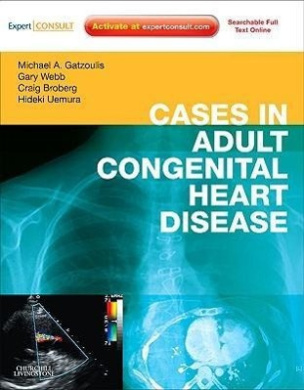 Expert CONSULT
Activate at expertconsult.com
Searchable Full
Text Online
Michael A. Gatzoulis
Gary Webb
Craig Broberg
Hideki Uemura
CASES IN
ADULT
CONGENITAL
HEART
DISEASE
CHURCHILL
LIVINGSTONE